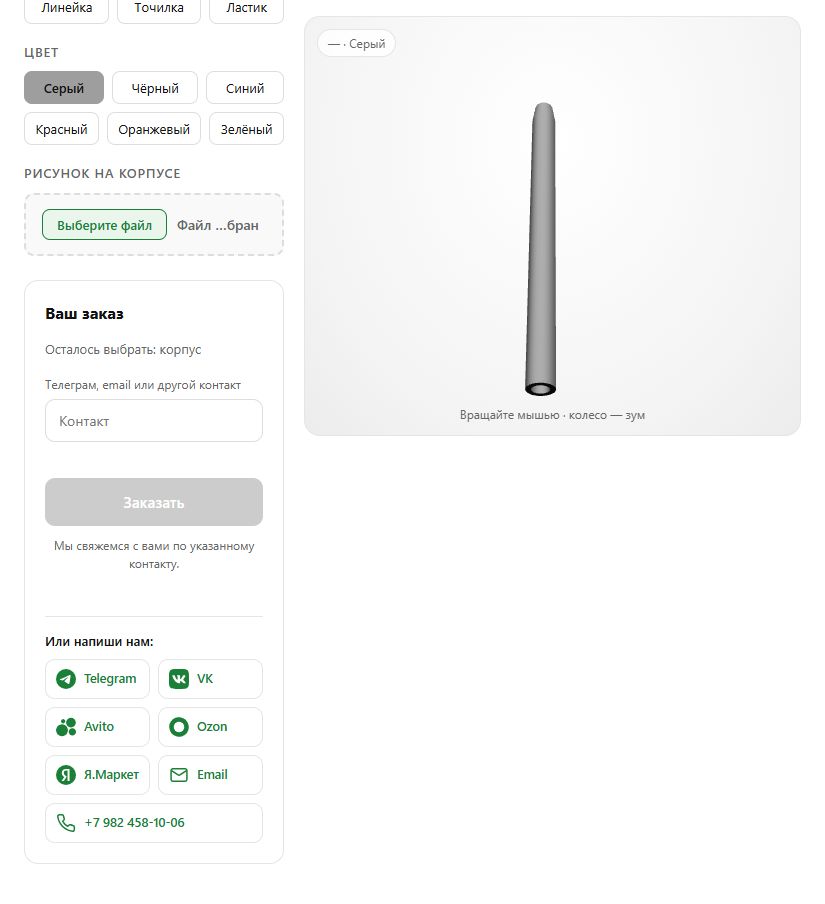 Линейка
Точилка
Ластик
ЦВЕТ
Серый
Чёрный
Синий
Красный
Оранжевый
Зелёный
РИСУНОК НА КОРПУСЕ
Выберите файл Файл ...бран
Ваш заказ
Осталось выбрать: корпус
Телеграм, email или другой контакт
Контакт
Заказать
Мы свяжемся с вами по указанному
контакту.
Или напиши нам:
Telegram
VK
Avito
Ozon
Я.Маркет
Email
+7 982 458-10-06
— · Серый
Вращайте мышью · колесо — зум